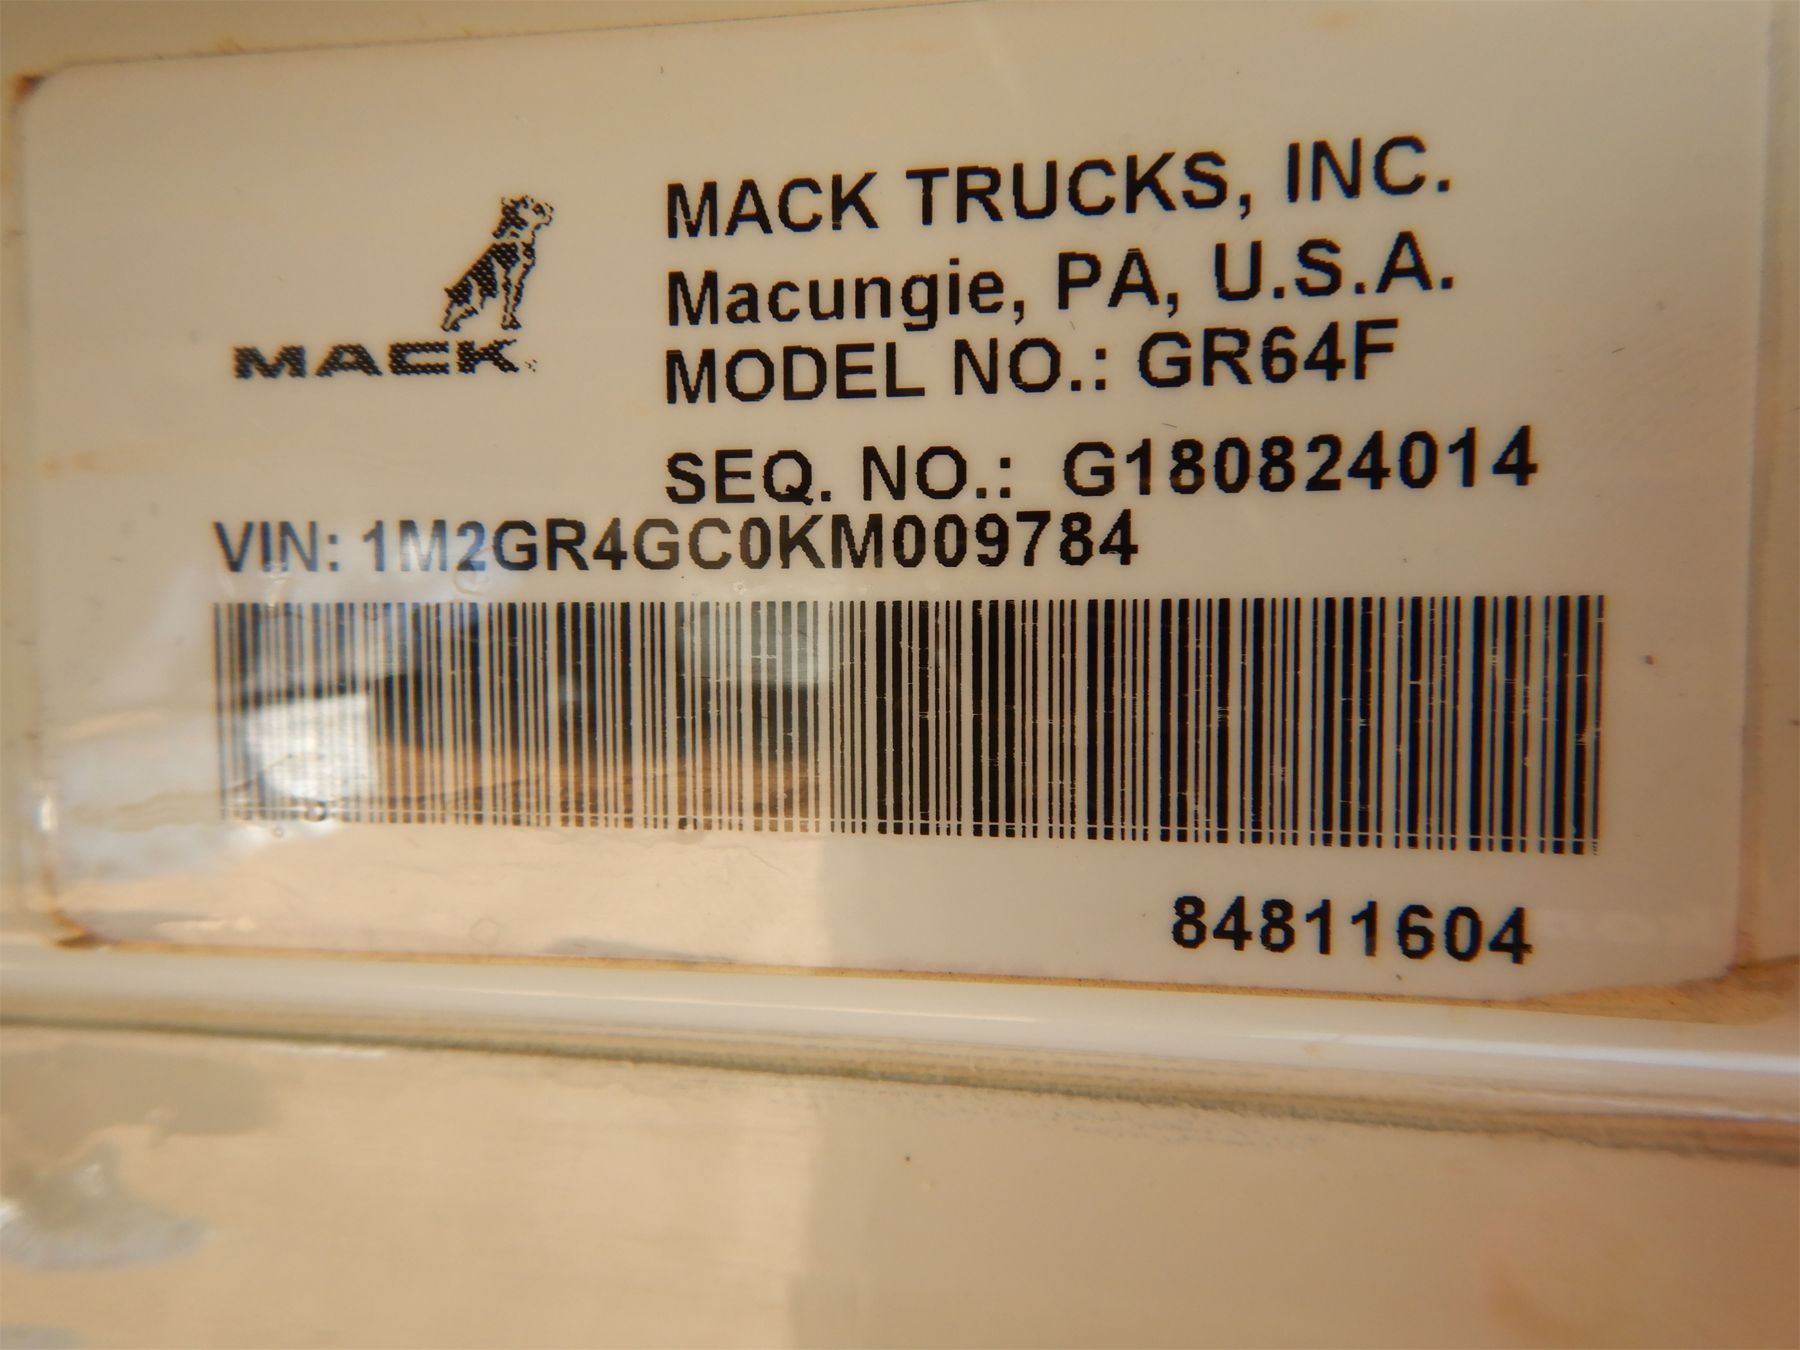 MACK
MACK TRUCKS, INC.
Macungie, PA, U.S.A.
MODEL NO.: GR64F
SEQ. NO.: G180824014
VIN: 1M2GR4GC0KM009784
84811604